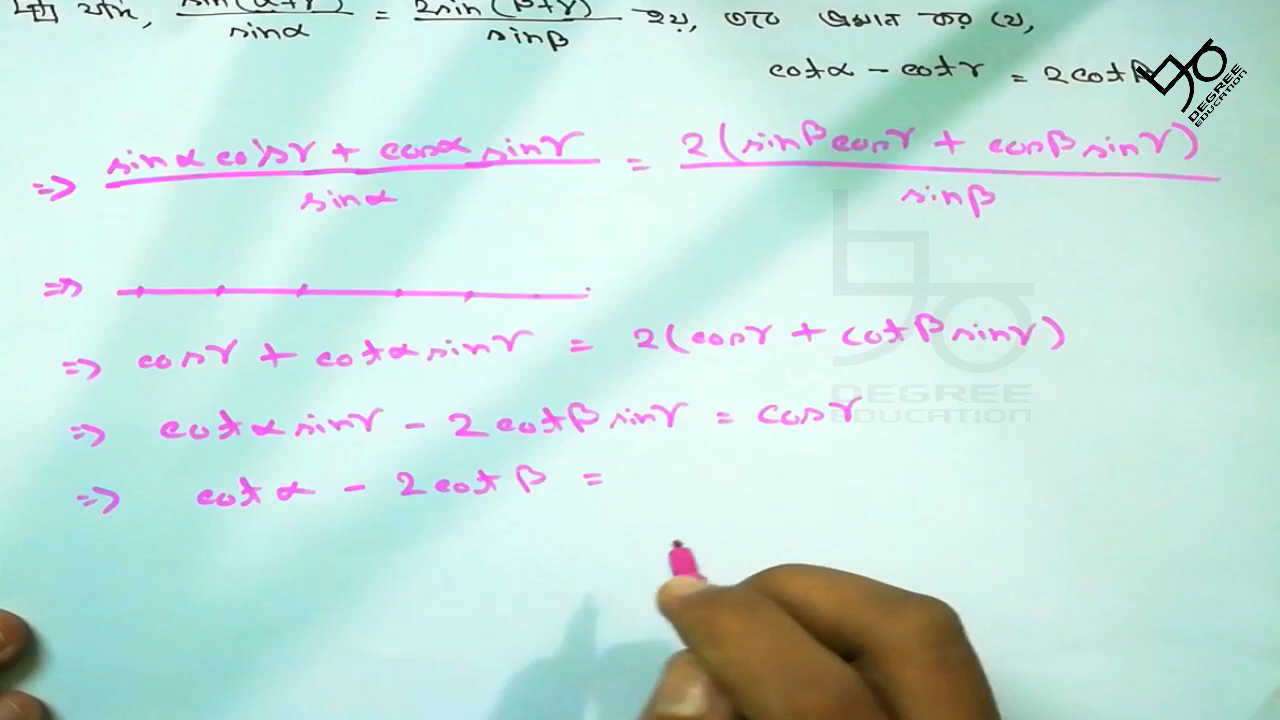 যদি, sin(α+γ)/sinα = 2sin(β+γ)/sinβ হয়, তবে প্রমাণ কর যে,
cotα − cotγ = 2cotβ
DEGREE
EDUCATION
=> (sinα cosγ + cosα sinγ)/sinα = 2(sinβ cosγ + cosβ sinγ)/sinβ
=>
=> cosγ + cotα sinγ = 2(cosγ + cotβ sinγ)
DEGREE
EDUCATION
=> cotα sinγ − 2cotβ sinγ = cosγ
=> cotα − 2cotβ =